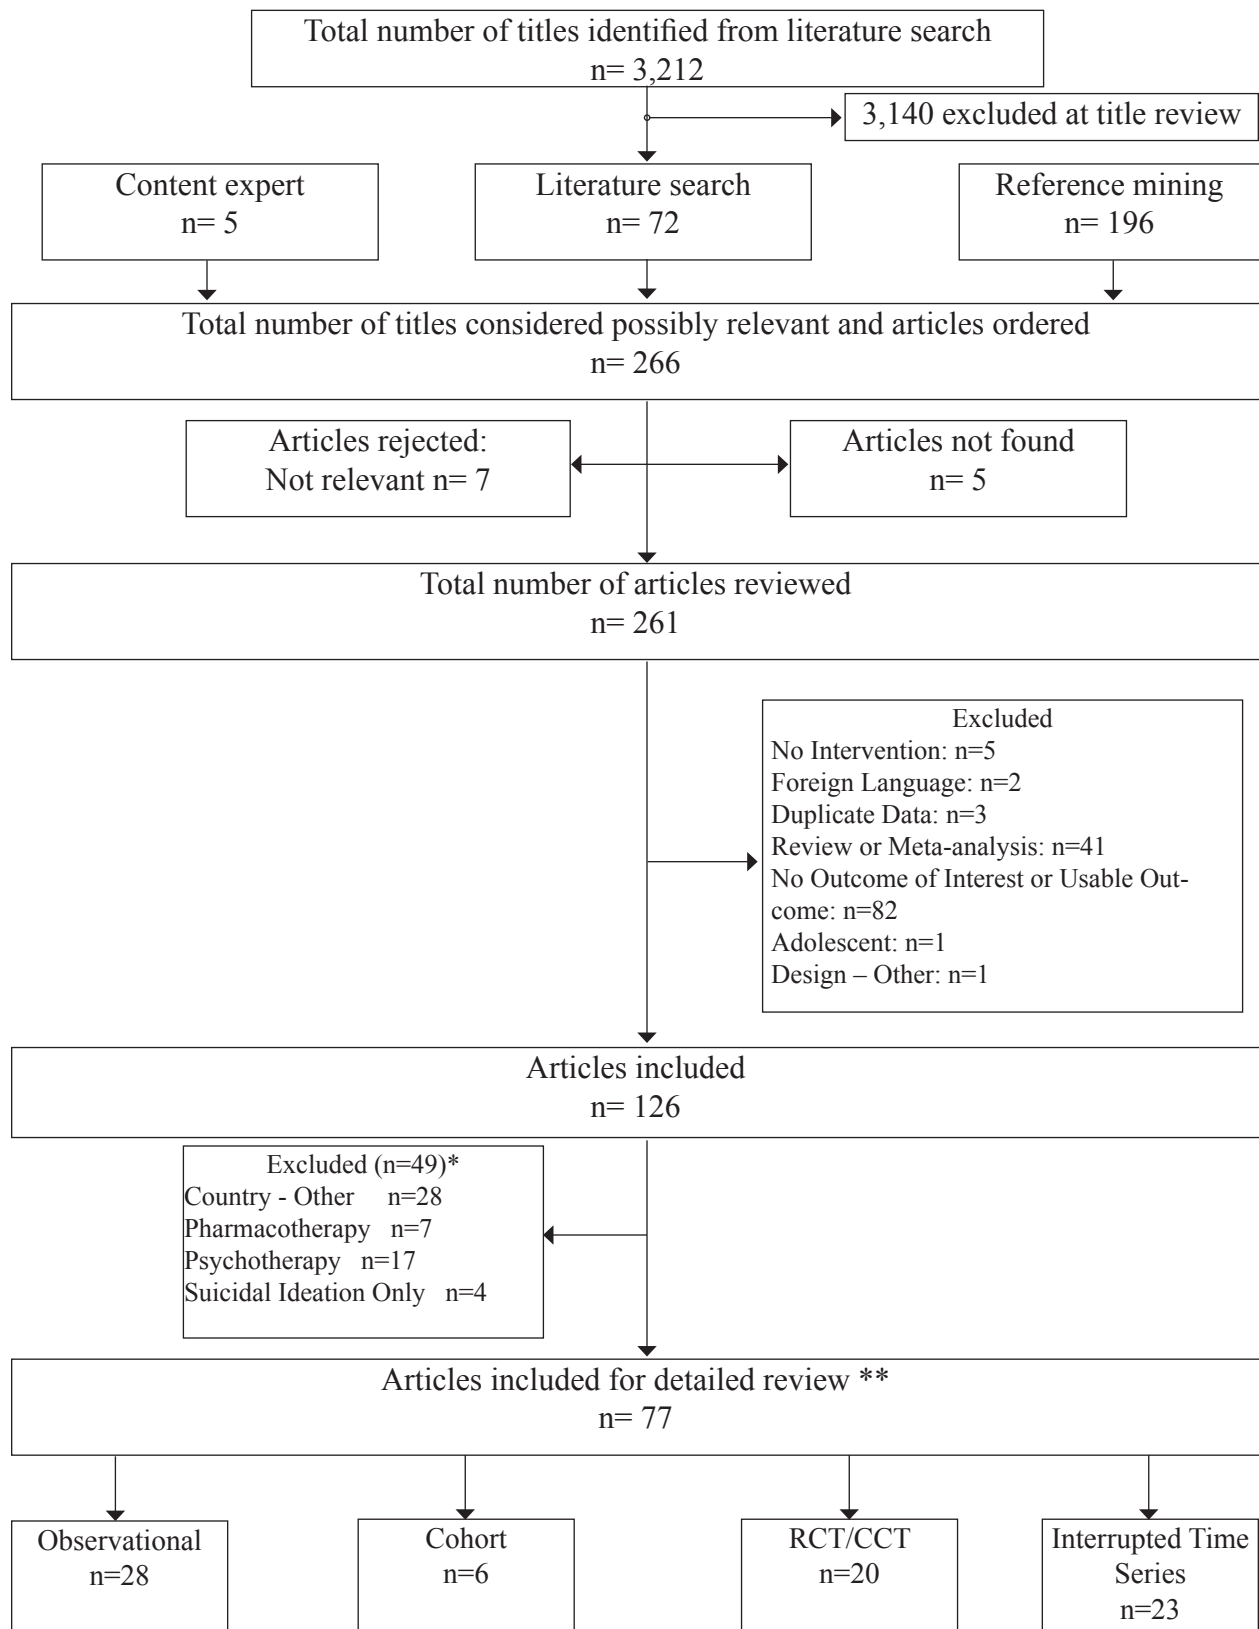 Total number of titles identified from literature search
n= 3,212
3,140 excluded at title review
Content expert
n= 5
Literature search
n= 72
Reference mining
n= 196
Total number of titles considered possibly relevant and articles ordered
n= 266
Articles rejected:
Not relevant n= 7
Articles not found
n= 5
Total number of articles reviewed
n= 261
Excluded
No Intervention: n=5
Foreign Language: n=2
Duplicate Data: n=3
Review or Meta-analysis: n=41
No Outcome of Interest or Usable Out-
come: n=82
Adolescent: n=1
Design – Other: n=1
Articles included
n= 126
Excluded (n=49)*
Country - Other n=28
Pharmacotherapy n=7
Psychotherapy n=17
Suicidal Ideation Only n=4
Articles included for detailed review **
n= 77
Observational
n=28
Cohort
n=6
RCT/CCT
n=20
Interrupted Time
Series
n=23